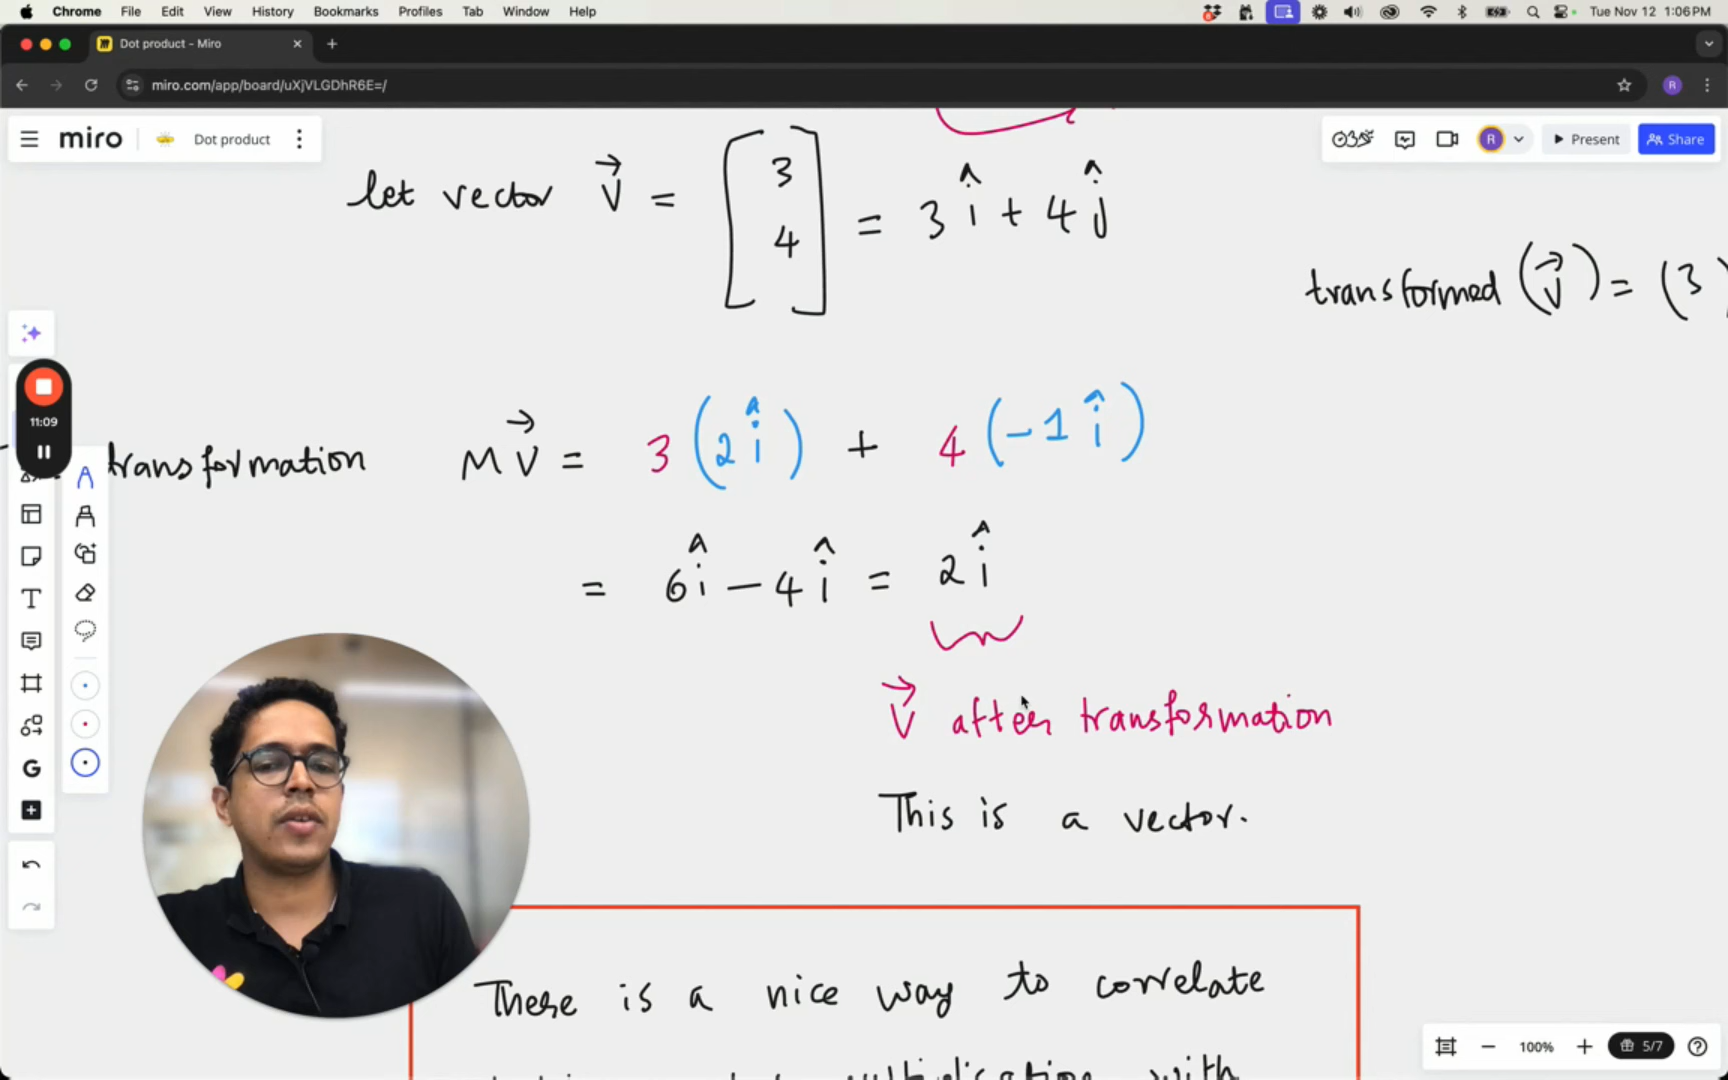 Chrome File Edit View History Bookmarks Profiles Tab Window Help Tue Nov 12 1:06 PM
Dot product - Miro
miro.com/app/board/uXjVLGDhR6E=/ R
miro Dot product R Present Share
let vector v⃗ = [3 4] = 3î + 4ĵ
transformed (v⃗) = (3
11:09
transformation Mv⃗ = 3(2î) + 4(-1î)
= 6î - 4î = 2î
v⃗ after transformation
This is a vector.
There is a nice way to correlate
multiplication with
100% 5/7